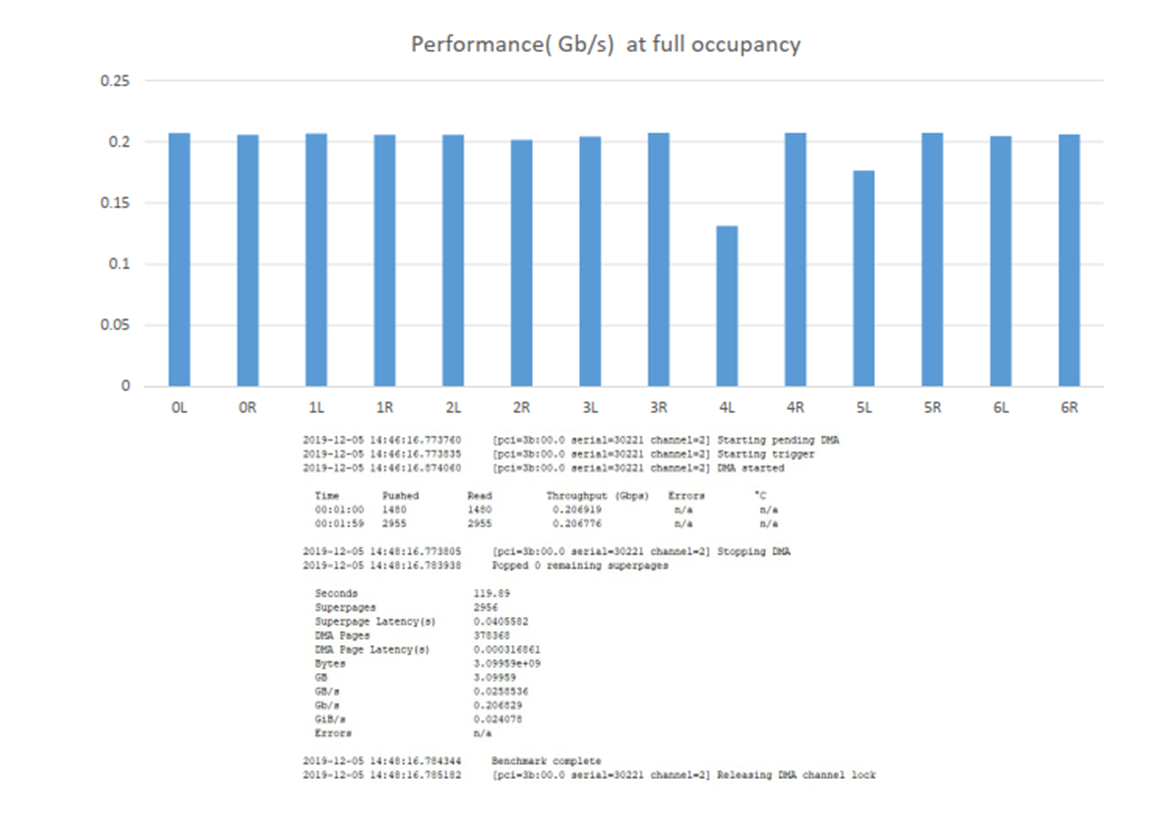 Performance( Gb/s)  at full occupancy
0.25
0.2
0.15
0.1
0.05
0
0L 0R 1L 1R 2L 2R 3L 3R 4L 4R 5L 5R 6L 6R
2019-12-05 14:46:16.773760 [pci=3b:00.0 serial=30221 channel=2] Starting pending DMA
2019-12-05 14:46:16.773835 [pci=3b:00.0 serial=30221 channel=2] Starting trigger
2019-12-05 14:46:16.874060 [pci=3b:00.0 serial=30221 channel=2] DMA started
Time Pushed Read Throughput (Gbps) Errors °C
00:01:00 1480 1480 0.206919 n/a n/a
00:01:59 2955 2955 0.206776 n/a n/a
2019-12-05 14:48:16.773805 [pci=3b:00.0 serial=30221 channel=2] Stopping DMA
2019-12-05 14:48:16.783938 Popped 0 remaining superpages
Seconds 119.89
Superpages 2956
Superpage Latency(s) 0.0405582
DMA Pages 378368
DMA Page Latency(s) 0.000316861
Bytes 3.09959e+09
GB 3.09959
GB/s 0.0258536
Gb/s 0.206829
GiB/s 0.024078
Errors n/a
2019-12-05 14:48:16.784344 Benchmark complete
2019-12-05 14:48:16.785182 [pci=3b:00.0 serial=30221 channel=2] Releasing DMA channel lock